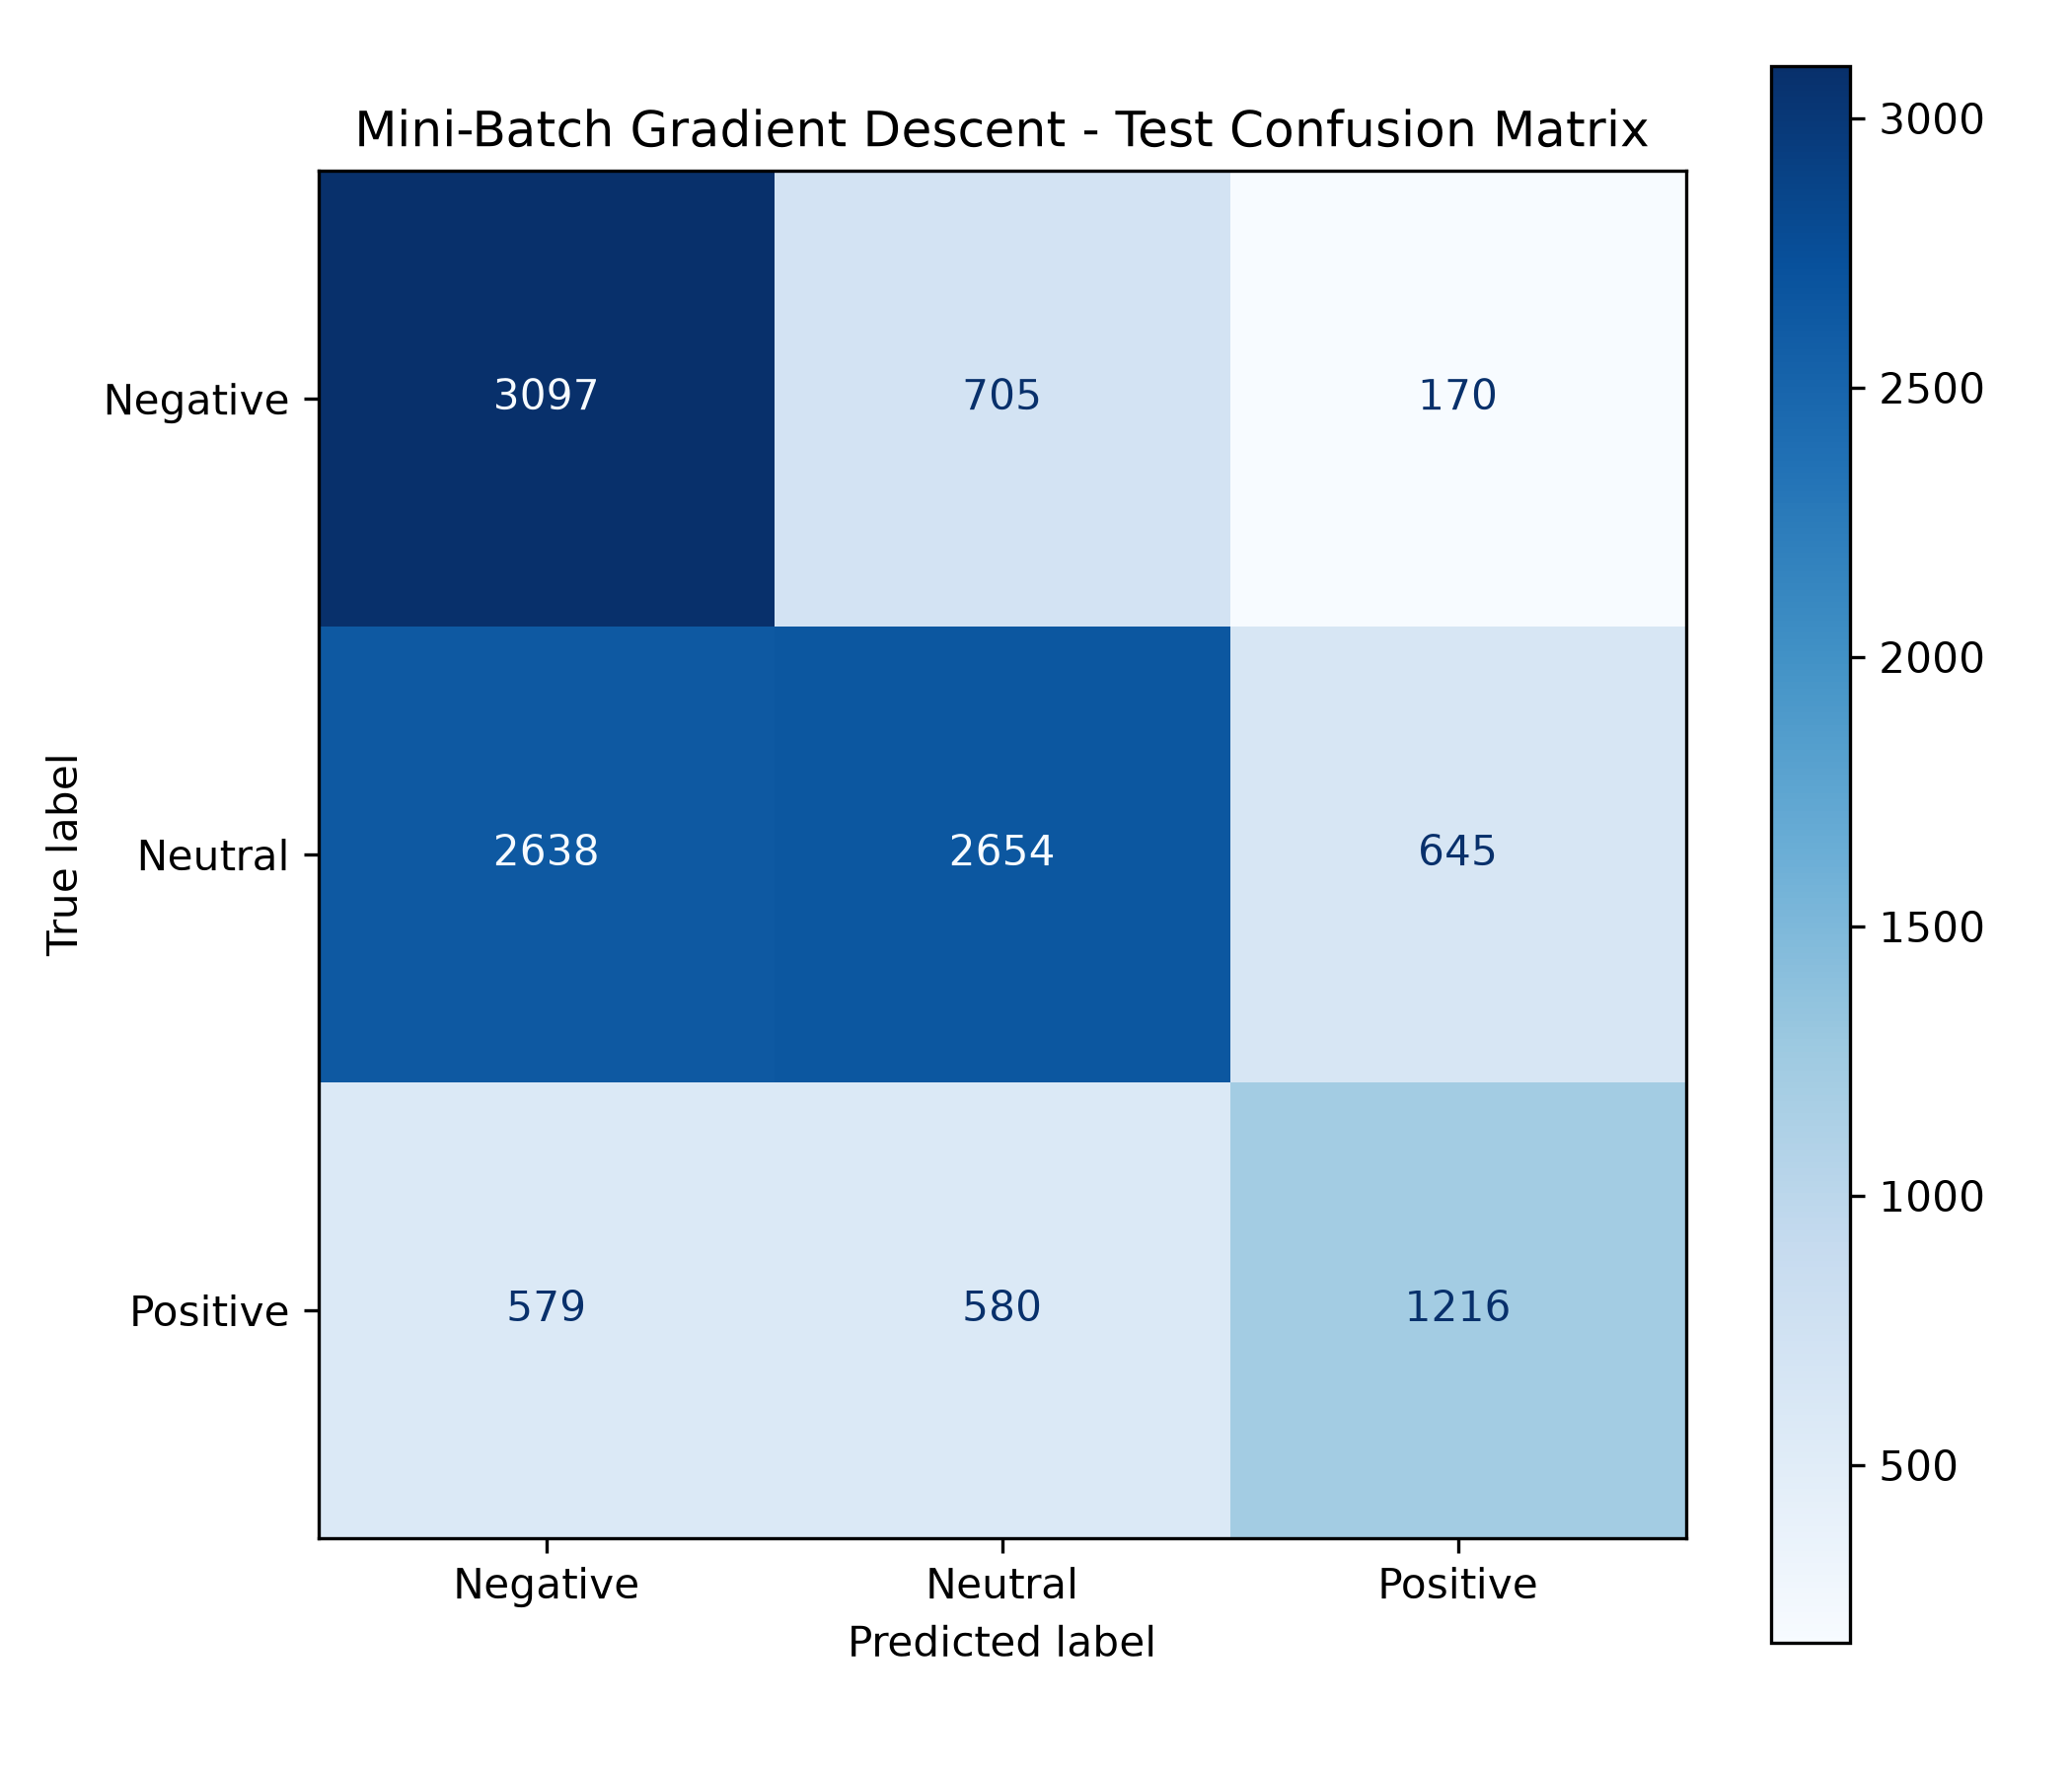 Mini-Batch Gradient Descent - Test Confusion Matrix
3000
2500
2000
1500
1000
500
True label
Negative
3097 705 170
Neutral
2638 2654 645
Positive
579 580 1216
Negative Neutral Positive
Predicted label